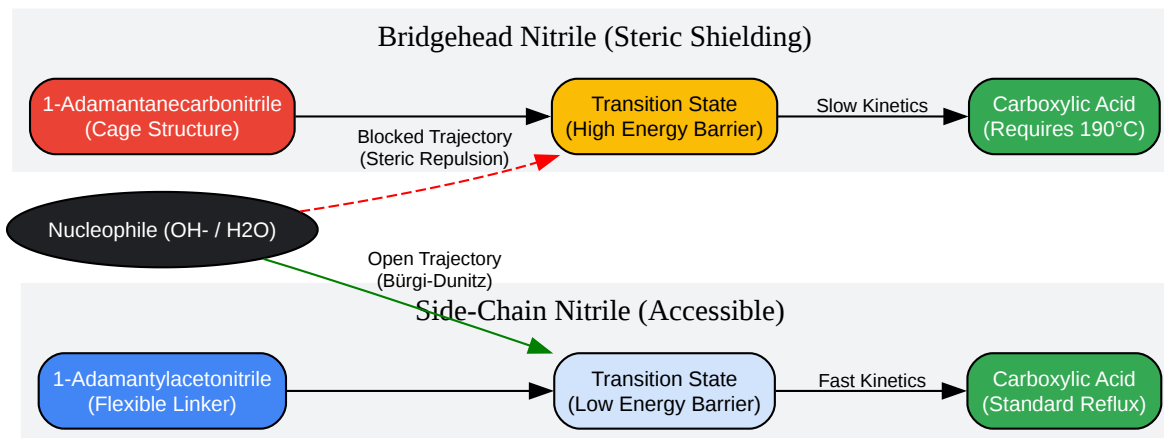 Bridgehead Nitrile (Steric Shielding)
1-Adamantanecarbonitrile
(Cage Structure)
Blocked Trajectory
(Steric Repulsion)
Transition State
(High Energy Barrier)
Slow Kinetics
Carboxylic Acid
(Requires 190°C)
Nucleophile (OH- / H2O)
Open Trajectory
(Bürgi-Dunitz)
Side-Chain Nitrile (Accessible)
1-Adamantylacetonitrile
(Flexible Linker)
Transition State
(Low Energy Barrier)
Fast Kinetics
Carboxylic Acid
(Standard Reflux)